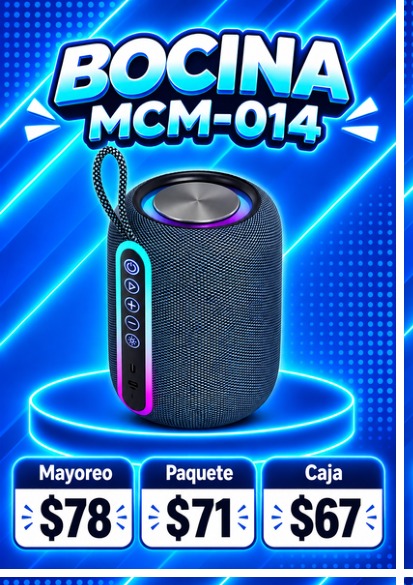 BOCINA
MCM-014
Mayoreo
$78
Paquete
$71
Caja
$67